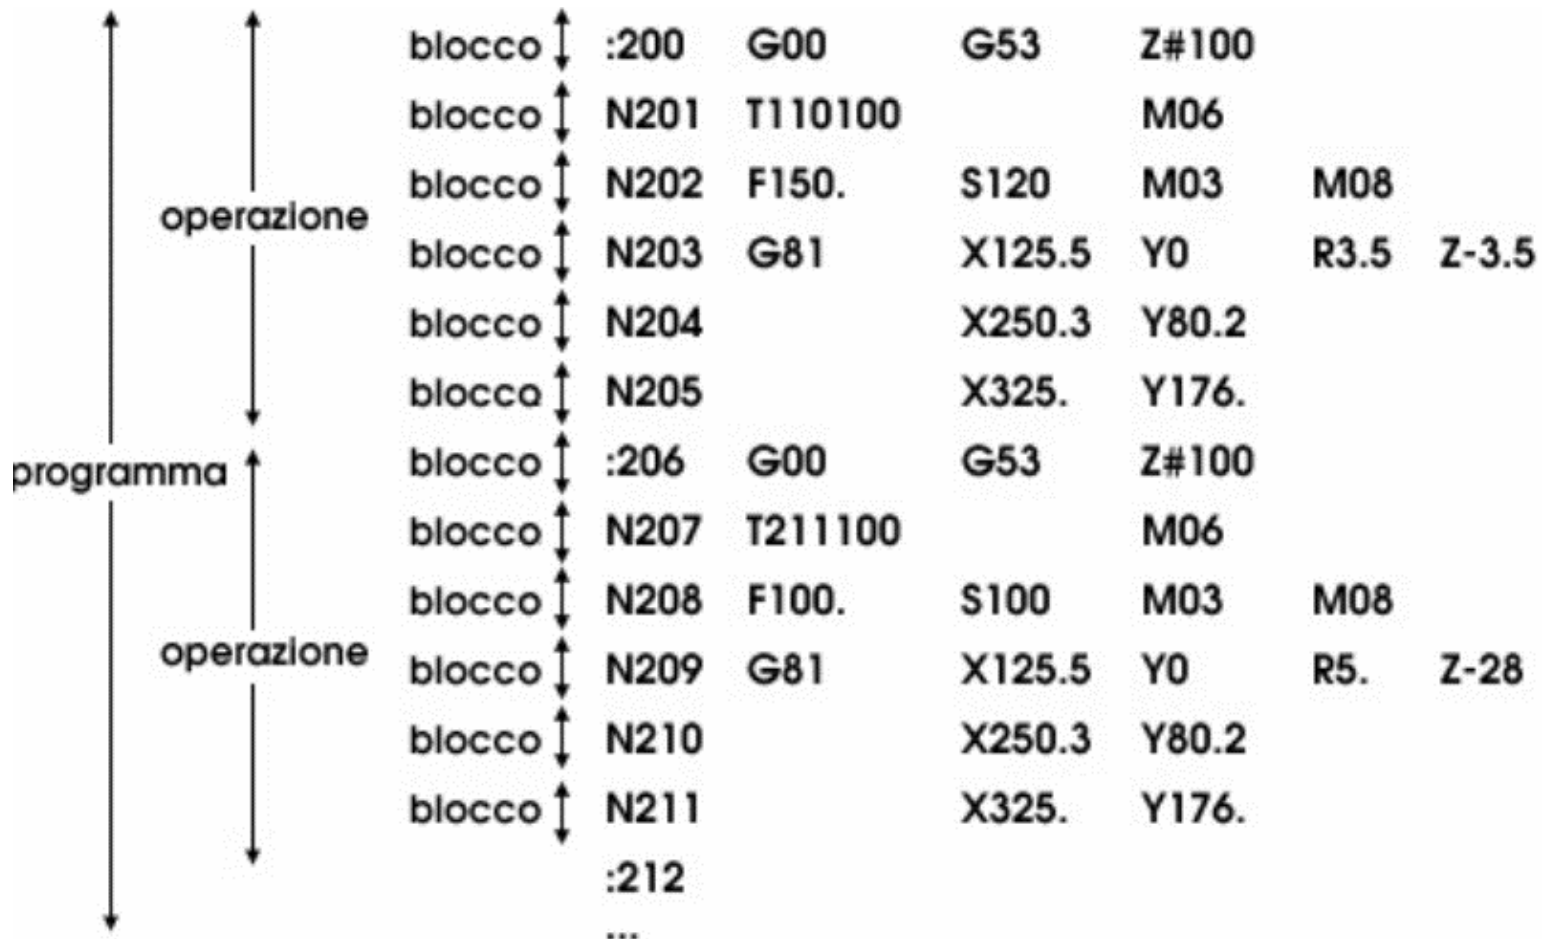 blocco :200 G00 G53 Z#100
blocco N201 T110100 M06
blocco N202 F150. S120 M03 M08
operazione
blocco N203 G81 X125.5 Y0 R3.5 Z-3.5
blocco N204 X250.3 Y80.2
blocco N205 X325. Y176.
programma
blocco :206 G00 G53 Z#100
blocco N207 T211100 M06
blocco N208 F100. S100 M03 M08
operazione
blocco N209 G81 X125.5 Y0 R5. Z-28
blocco N210 X250.3 Y80.2
blocco N211 X325. Y176.
:212
...